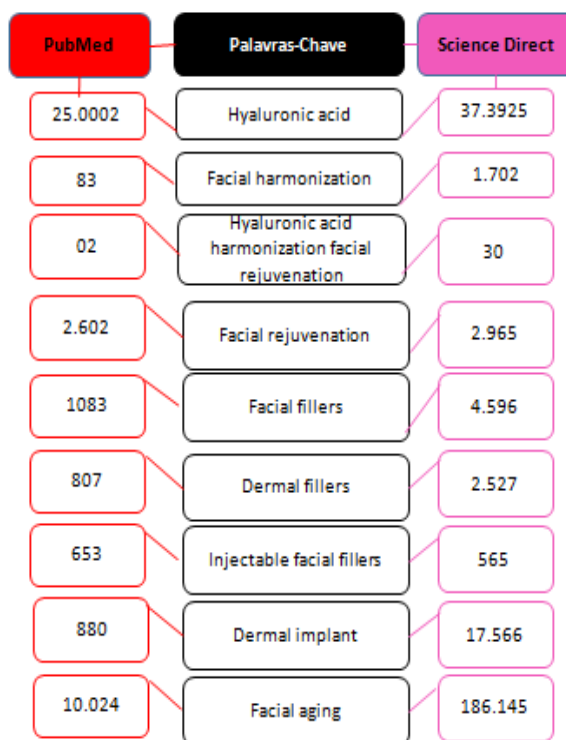 PubMed
Palavras-Chave
Science Direct
25.0002
Hyaluronic acid
37.3925
83
Facial harmonization
1.702
02
Hyaluronic acid
harmonization facial
rejuvenation
30
2.602
Facial rejuvenation
2.965
1083
Facial fillers
4.596
807
Dermal fillers
2.527
653
Injectable facial fillers
565
880
Dermal implant
17.566
10.024
Facial aging
186.145